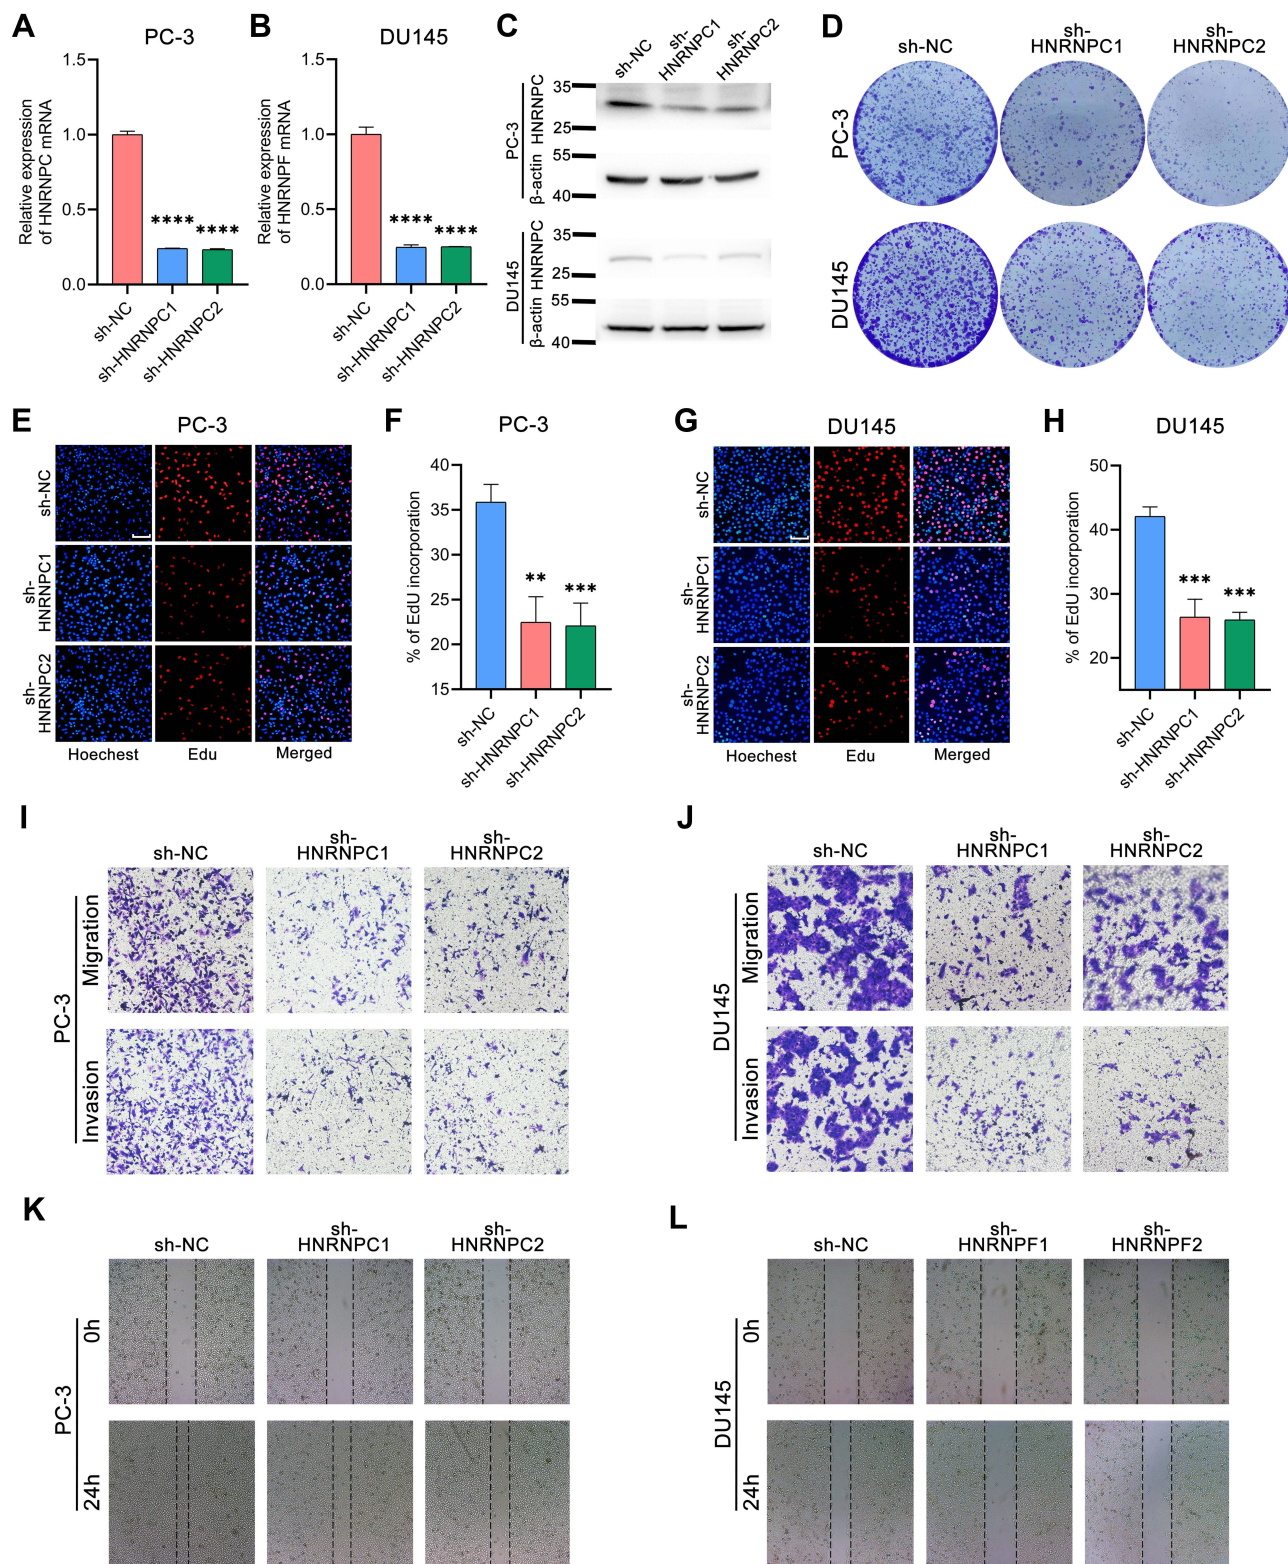 A
PC-3
Relative expression
of HNRNPC mRNA
1.5
1.0
0.5
0.0
****
****
sh-NC
sh-HNRNPC1
sh-HNRNPC2
B
DU145
Relative expression
of HNRNPF mRNA
1.5
1.0
0.5
0.0
****
****
sh-NC
sh-HNRNPC1
sh-HNRNPC2
C
sh-NC
sh-
HNRNPC1
sh-
HNRNPC2
PC-3
HNRNPC
35
25
β-actin
55
40
DU145
HNRNPC
35
25
β-actin
55
40
D
sh-NC
sh-
HNRNPC1
sh-
HNRNPC2
PC-3
DU145
E
PC-3
sh-NC
sh-
HNRNPC1
sh-
HNRNPC2
Hoechest
Edu
Merged
F
PC-3
% of EdU incorporation
40
35
30
25
20
15
**
***
sh-NC
sh-HNRNPC1
sh-HNRNPC2
G
DU145
sh-NC
sh-
HNRNPC1
sh-
HNRNPC2
Hoechest
Edu
Merged
H
DU145
% of EdU incorporation
50
40
30
20
***
***
sh-NC
sh-HNRNPC1
sh-HNRNPC2
I
sh-NC
sh-
HNRNPC1
sh-
HNRNPC2
PC-3
Migration
Invasion
J
sh-NC
sh-
HNRNPC1
sh-
HNRNPC2
DU145
Migration
Invasion
K
sh-NC
sh-
HNRNPC1
sh-
HNRNPC2
PC-3
0h
24h
L
sh-NC
sh-
HNRNPF1
sh-
HNRNPF2
DU145
0h
24h